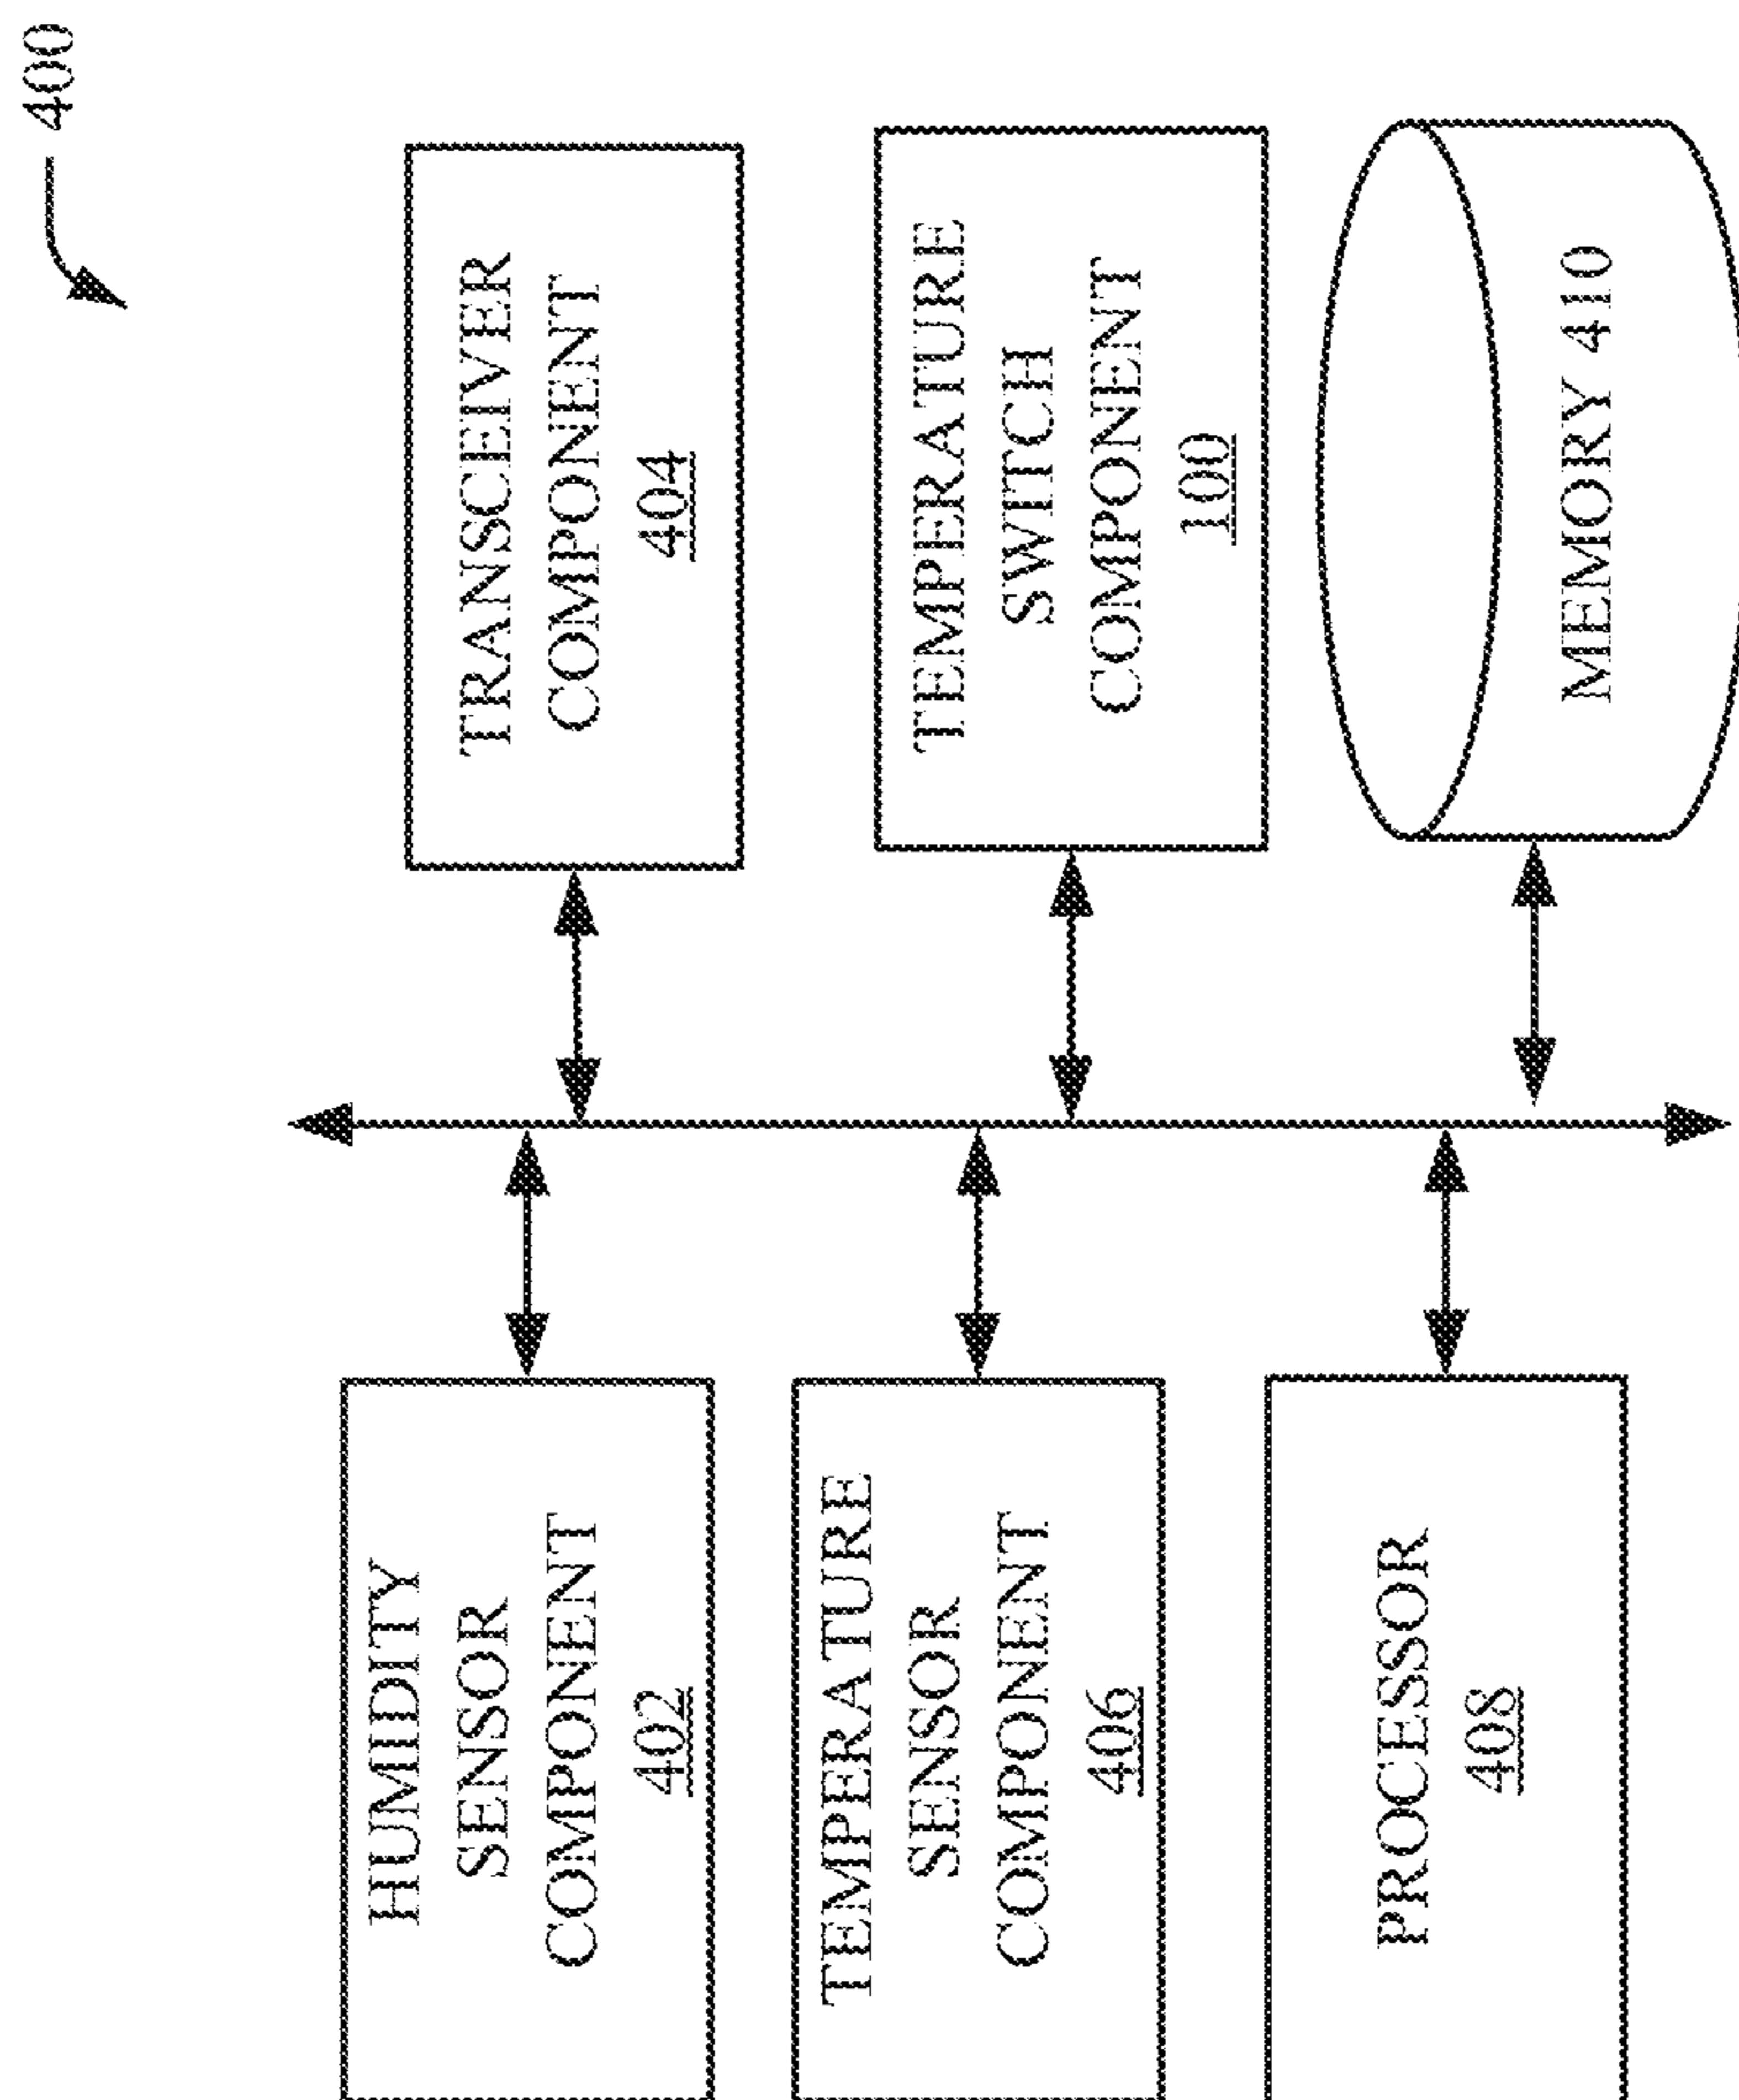 400
HUMIDITY
SENSOR
COMPONENT
402
TRANSCEIVER
COMPONENT
404
TEMPERATURE
SENSOR
COMPONENT
406
TEMPERATURE
SWITCH
COMPONENT
100
PROCESSOR
408
MEMORY 410